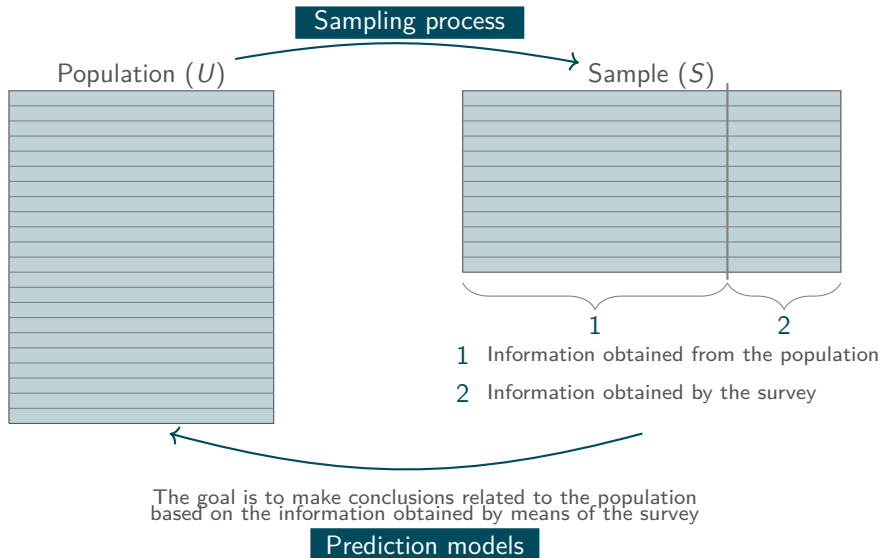 Sampling process
Population (U)
Sample (S)
1
2
1 Information obtained from the population
2 Information obtained by the survey
The goal is to make conclusions related to the population
based on the information obtained by means of the survey
Prediction models